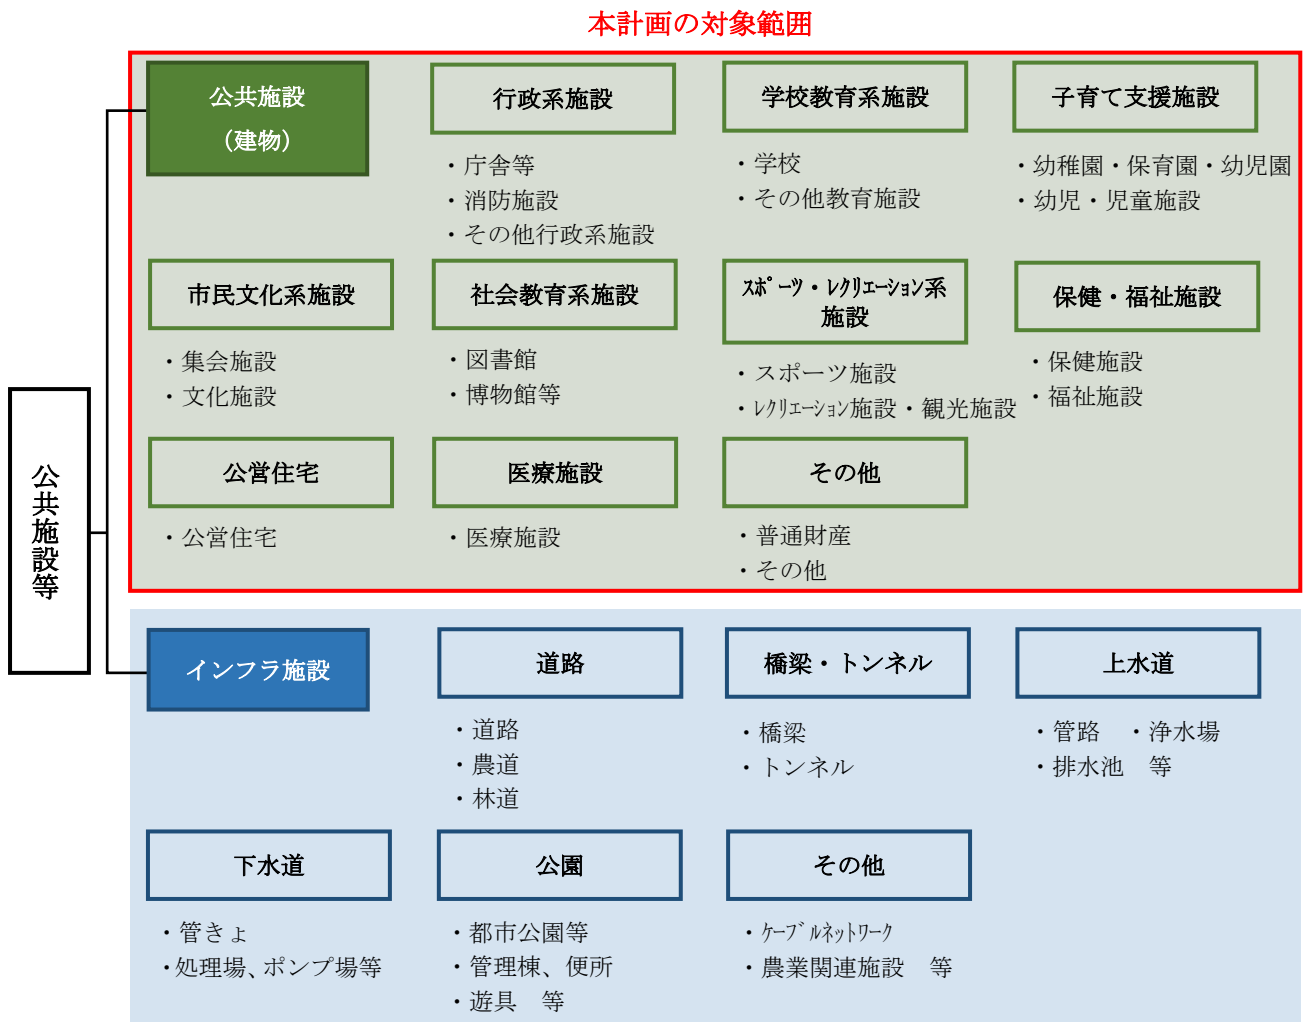 本計画の対象範囲
公共施設等
公共施設
（建物）
行政系施設
・庁舎等
・消防施設
・その他行政系施設
学校教育系施設
・学校
・その他教育施設
子育て支援施設
・幼稚園・保育園・幼児園
・幼児・児童施設
市民文化系施設
・集会施設
・文化施設
社会教育系施設
・図書館
・博物館等
ｽﾎﾟｰﾂ・ﾚｸﾘｴｰｼｮﾝ系
施設
・スポーツ施設
・ﾚｸﾘｴｰｼｮﾝ施設・観光施設
保健・福祉施設
・保健施設
・福祉施設
公営住宅
・公営住宅
医療施設
・医療施設
その他
・普通財産
・その他
インフラ施設
道路
・道路
・農道
・林道
橋梁・トンネル
・橋梁
・トンネル
上水道
・管路　・浄水場
・排水池　等
下水道
・管きょ
・処理場、ポンプ場等
公園
・都市公園等
・管理棟、便所
・遊具　等
その他
・ｹｰﾌﾞﾙﾈｯﾄﾜｰｸ
・農業関連施設　等